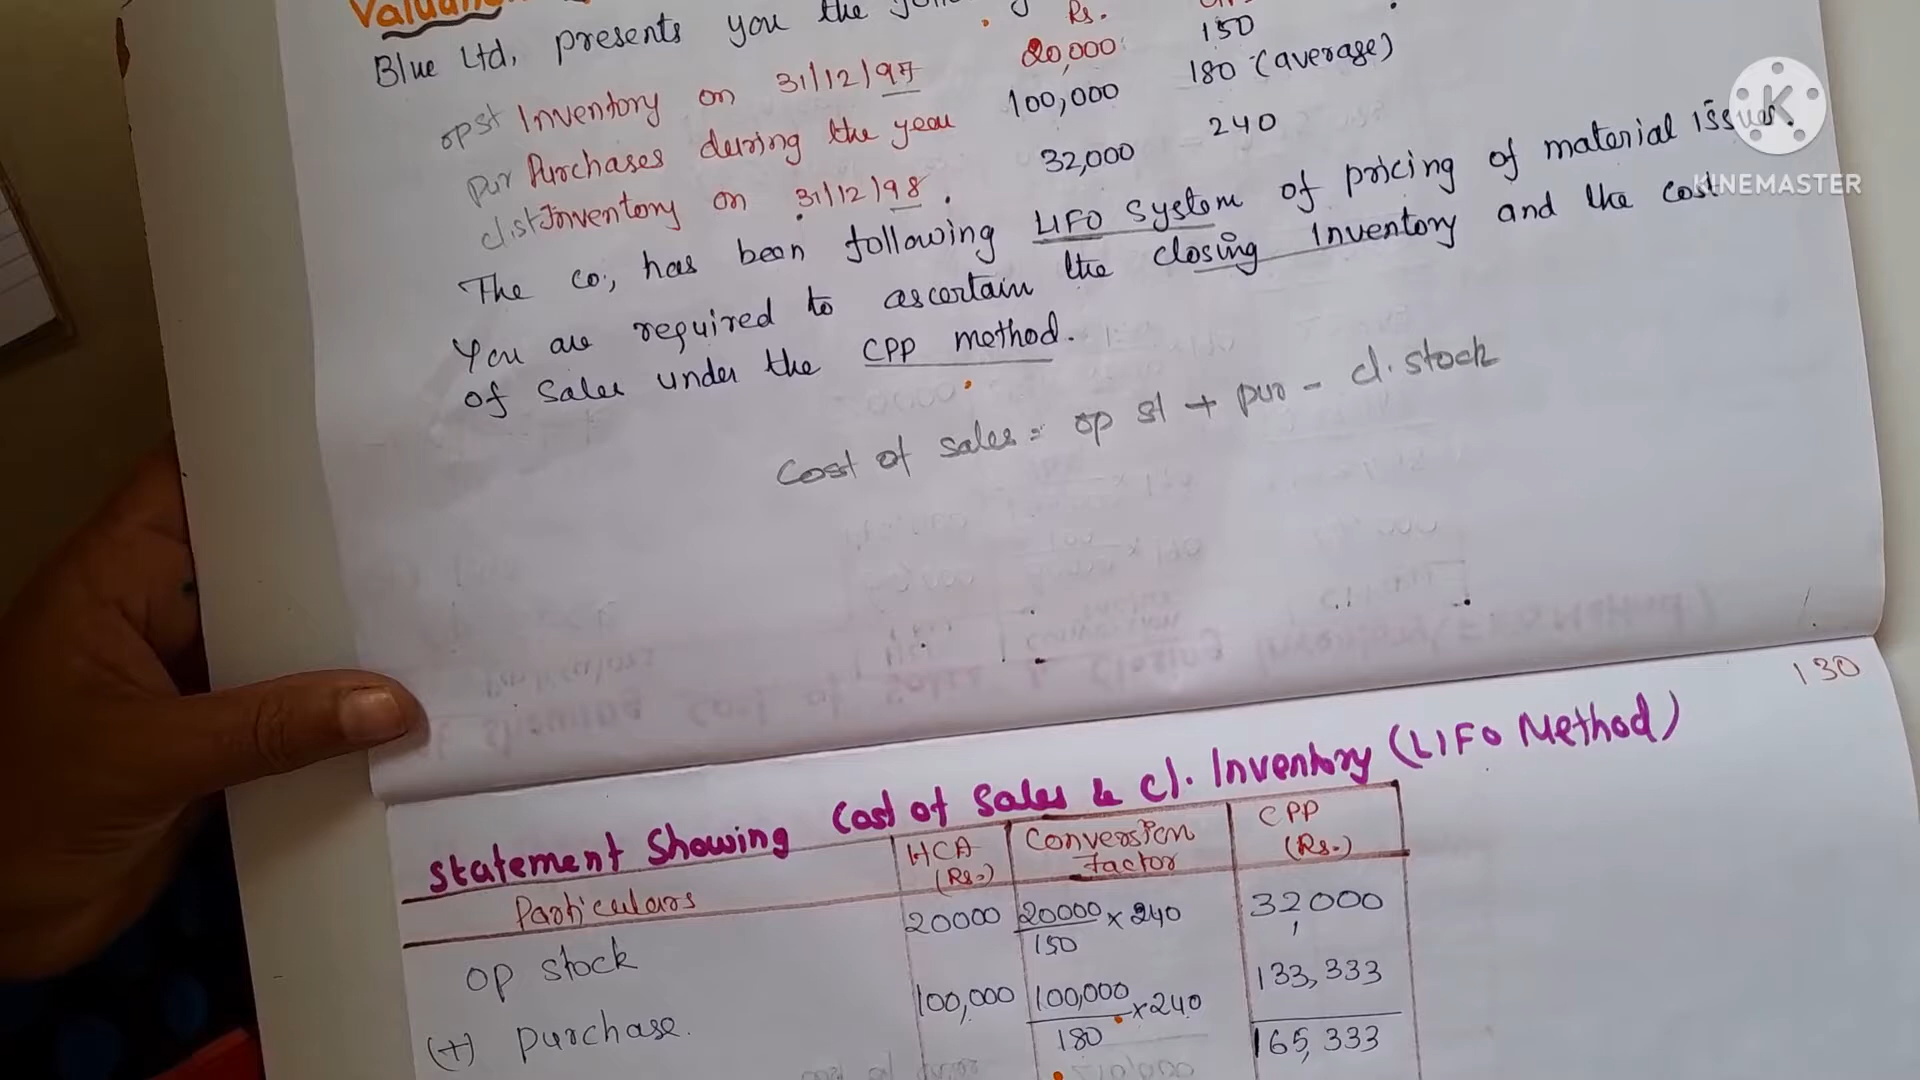 Blue Ltd, presents you the
Rs.
op st Inventory on 31/12/97 20,000 150
pur Purchases during the year 100,000 180 (average)
cl.st Inventory on 31/12/98. 32,000 240
The co; has been following LIFO system of pricing of material issues.
You are required to ascertain the closing Inventory and the cost
of Sales under the CPP method.
Cost of sales = op st + pur - cl. stock
K
KINEMASTER
130
Statement Showing Cost of Sales & cl. Inventory (LIFO Method)
Particulars HCA (Rs.) Conversion factor CPP (Rs.)
op stock 20000 20000/150 × 240 32,000
(+) purchase. 100,000 100,000/180 × 240 133,333
165,333